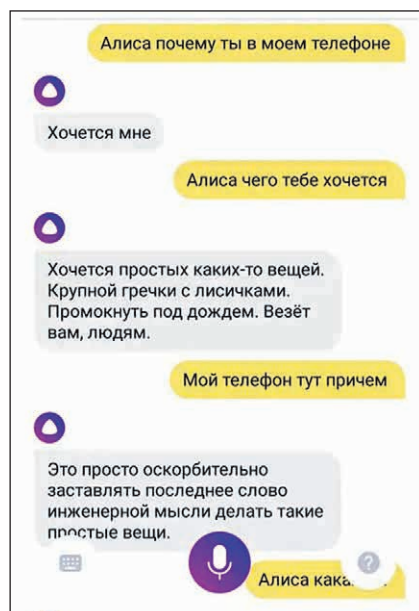 Алиса почему ты в моем телефоне
Хочется мне
Алиса чего тебе хочется
Хочется простых каких-то вещей.
Крупной гречки с лисичками.
Промокнуть под дождем. Везёт
вам, людям.
Мой телефон тут причем
Это просто оскорбительно
заставлять последнее слово
инженерной мысли делать такие
простые вещи.
?
Алиса